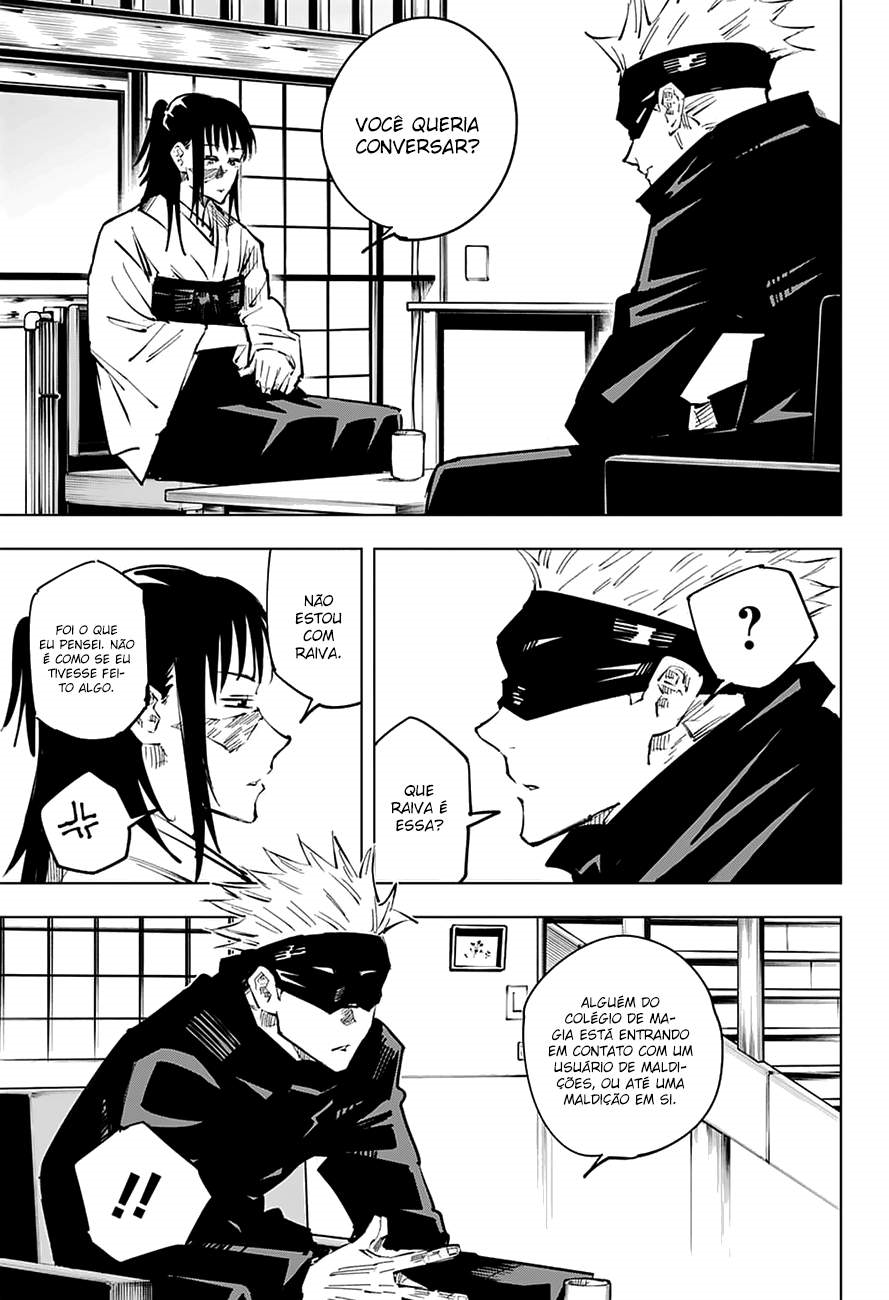 VOCÊ QUERIA
CONVERSAR?
?
QUE
RAIVA É
ESSA?
NÃO
ESTOU
COM
RAIVA.
FOI O QUE
EU PENSEI. NÃO
É COMO SE EU
TIVESSE FEI-
TO ALGO.
ALGUÉM DO
COLÉGIO DE MA-
GIA ESTÁ ENTRANDO
EM CONTATO COM UM
USUÁRIO DE MALDI-
ÇÕES, OU ATÉ UMA
MALDIÇÃO EM SI.
!!